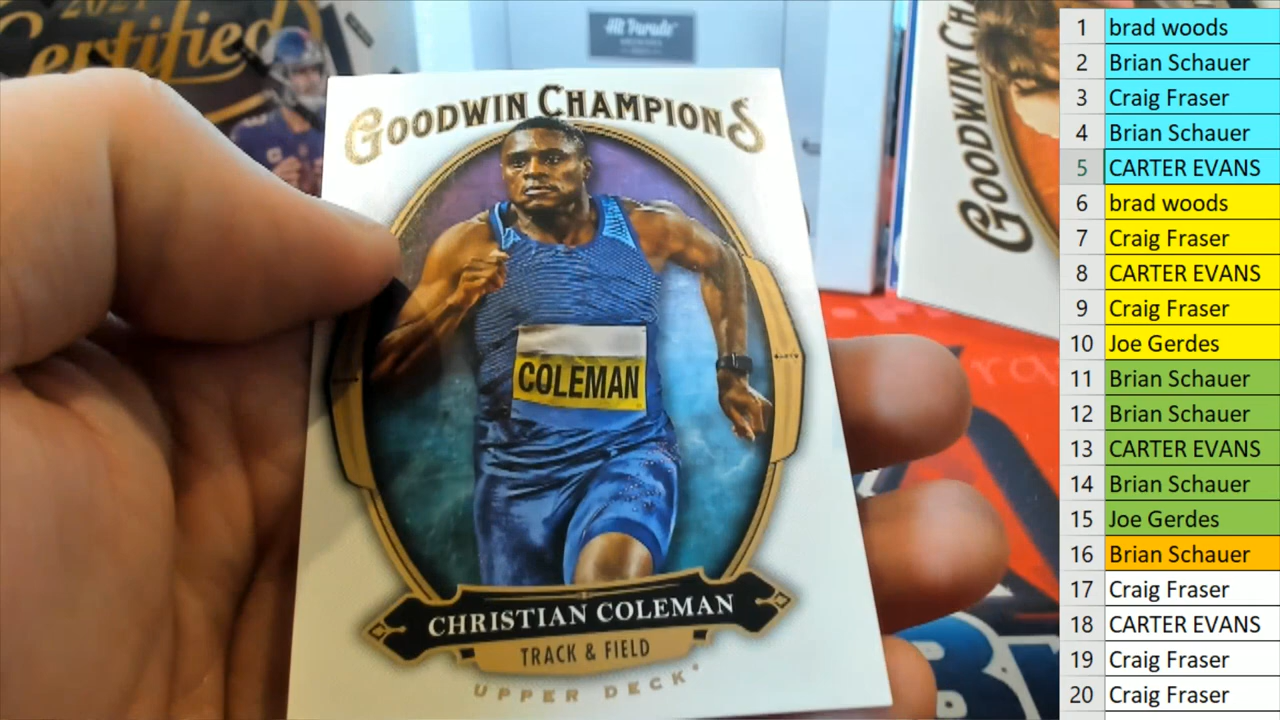 2021
Certified
Hit Parade
GOODWIN CHAMPIONS
COLEMAN
CHRISTIAN COLEMAN
TRACK & FIELD
UPPER DECK
GOODWIN CH
1 brad woods
2 Brian Schauer
3 Craig Fraser
4 Brian Schauer
5 CARTER EVANS
6 brad woods
7 Craig Fraser
8 CARTER EVANS
9 Craig Fraser
10 Joe Gerdes
11 Brian Schauer
12 Brian Schauer
13 CARTER EVANS
14 Brian Schauer
15 Joe Gerdes
16 Brian Schauer
17 Craig Fraser
18 CARTER EVANS
19 Craig Fraser
20 Craig Fraser